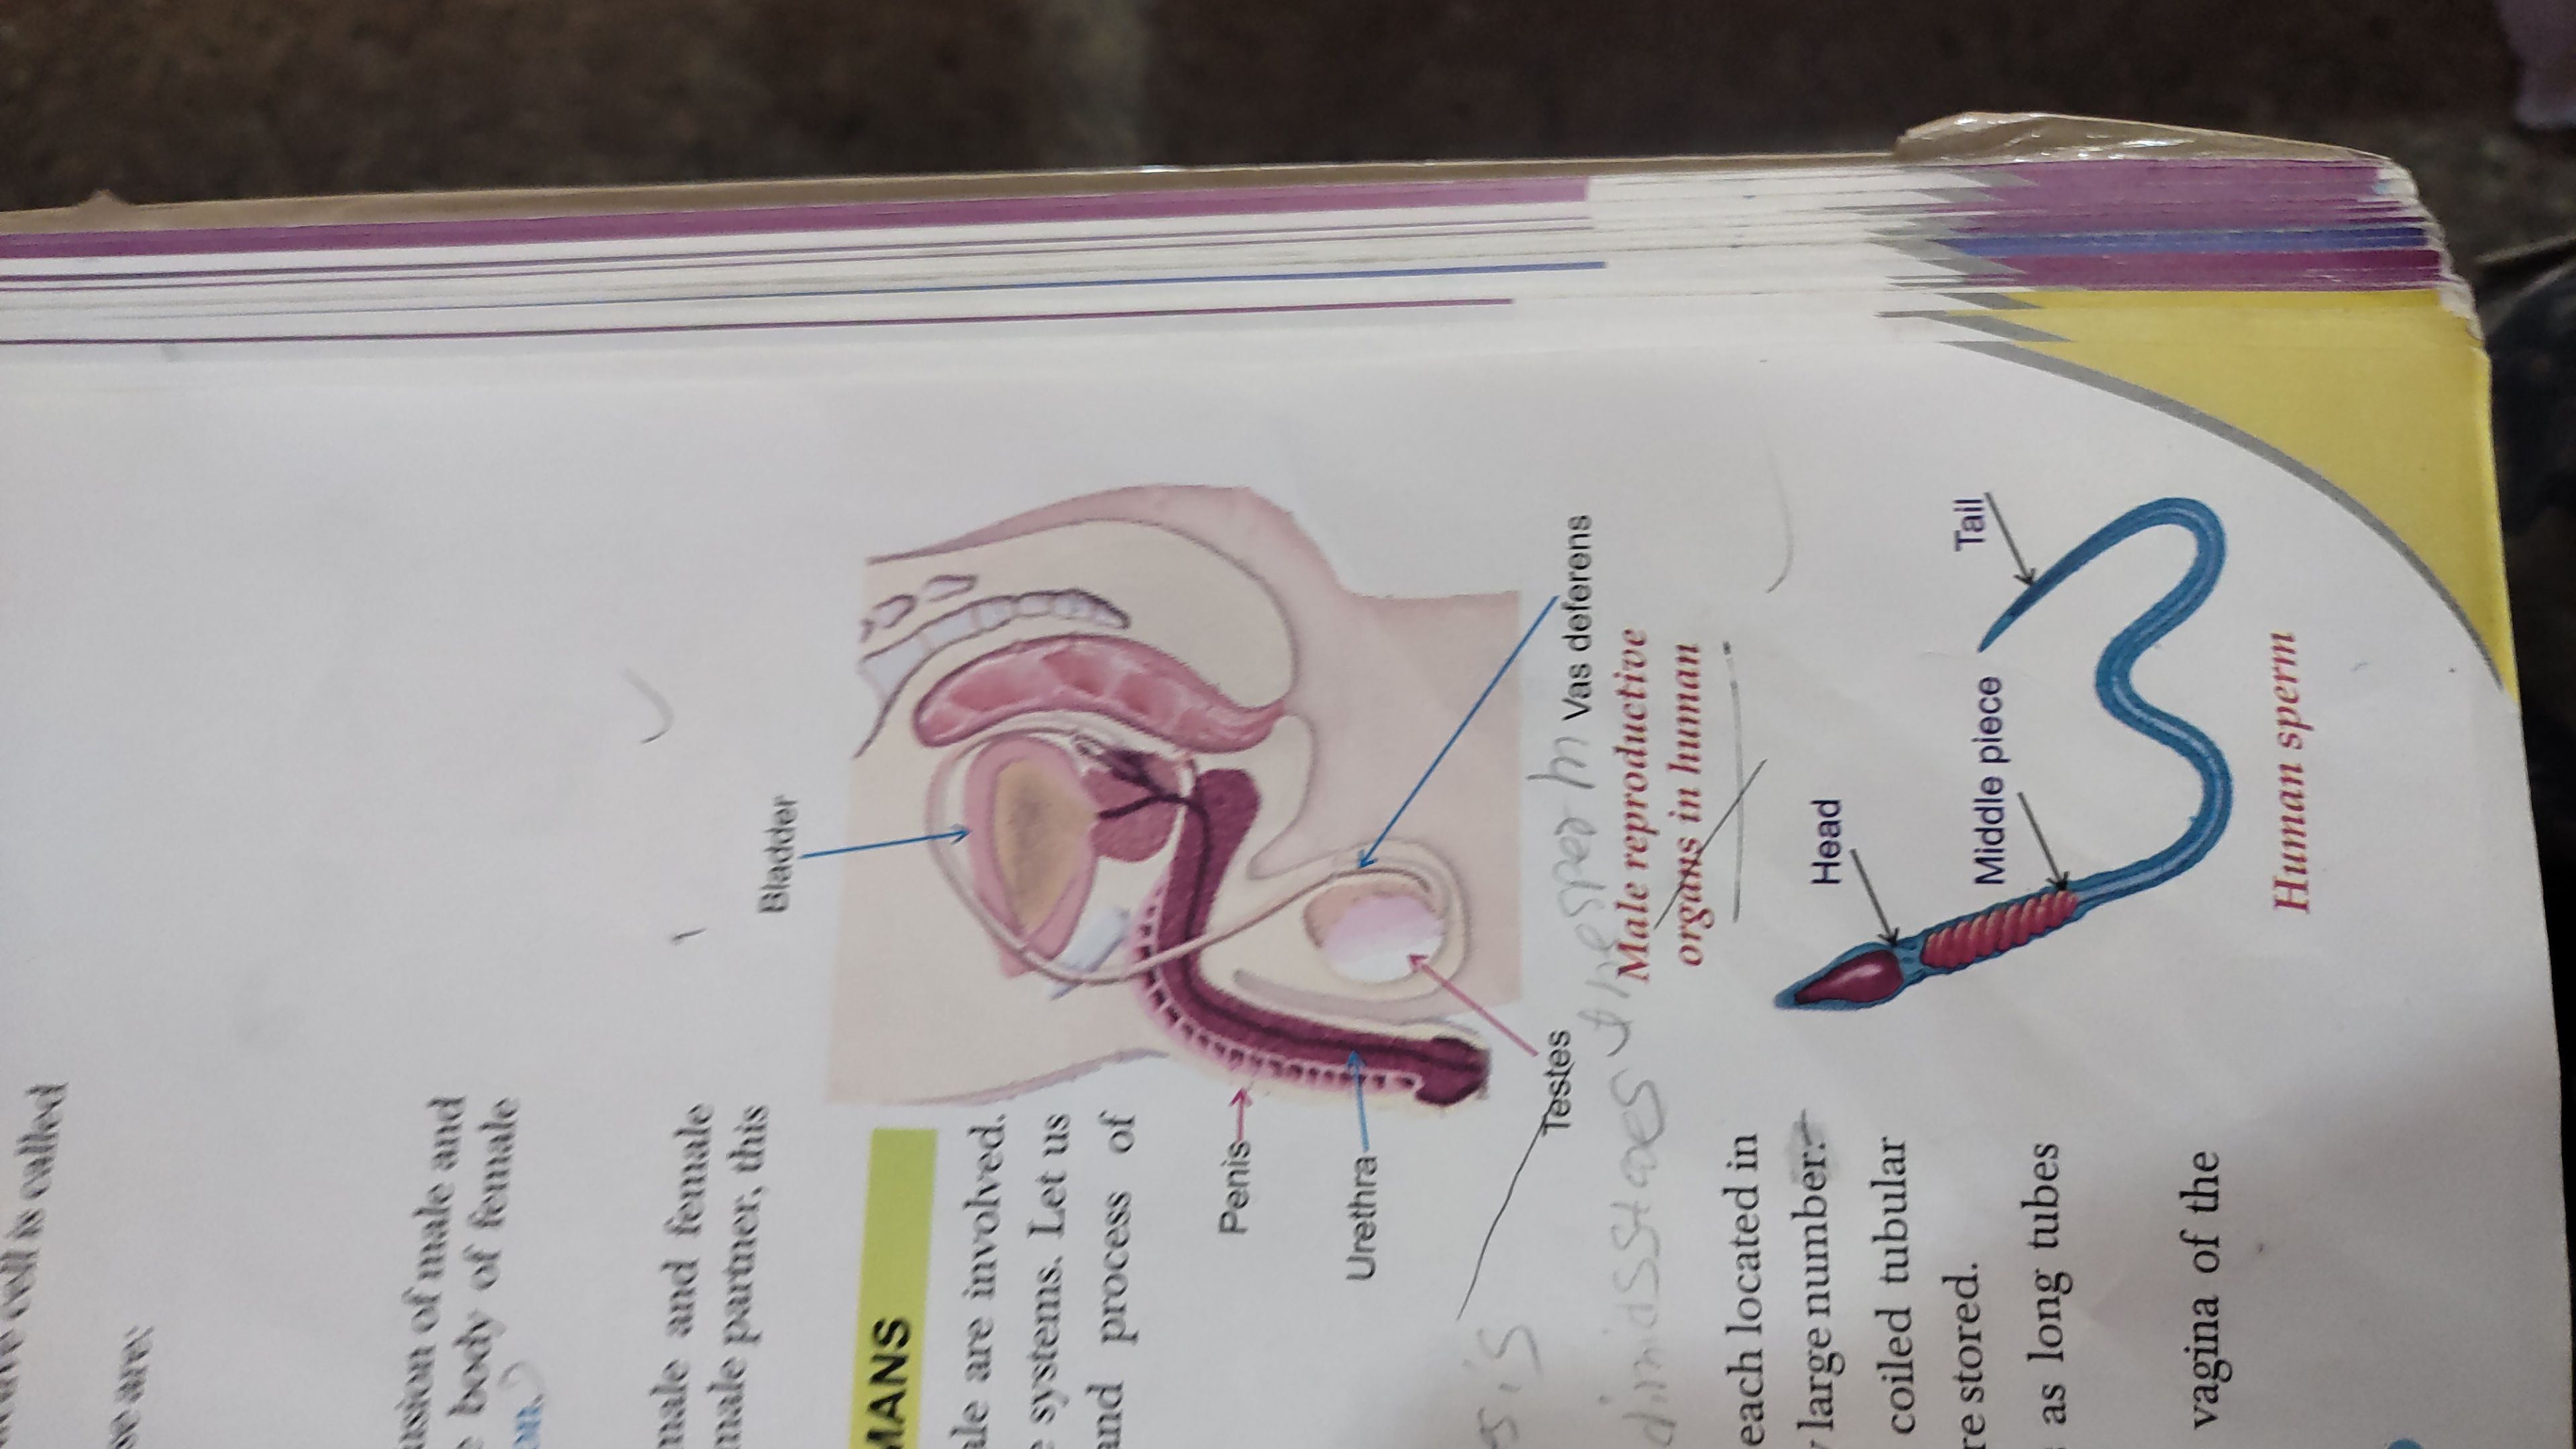 cell is called
se are:
usion of male and
body of female
on.
male and female
male partner, this
1
Bladder
MANS
ale are involved.
e systems. Let us
and process of
Penis
Urethra
s is
Testes
the sperm
Vas deferens
stores
Male reproductive
organs in human
each located in
y large number.
coiled tubular
re stored.
as long tubes
vagina of the
Head
Middle piece
Tail
Human sperm